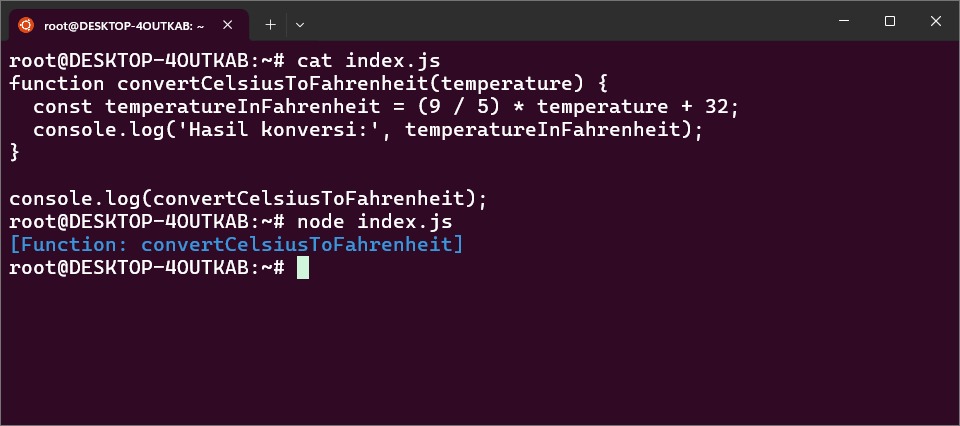 root@DESKTOP-4OUTKAB: ~
root@DESKTOP-4OUTKAB:~# cat index.js
function convertCelsiusToFahrenheit(temperature) {
  const temperatureInFahrenheit = (9 / 5) * temperature + 32;
  console.log('Hasil konversi:', temperatureInFahrenheit);
}
console.log(convertCelsiusToFahrenheit);
root@DESKTOP-4OUTKAB:~# node index.js
[Function: convertCelsiusToFahrenheit]
root@DESKTOP-4OUTKAB:~#